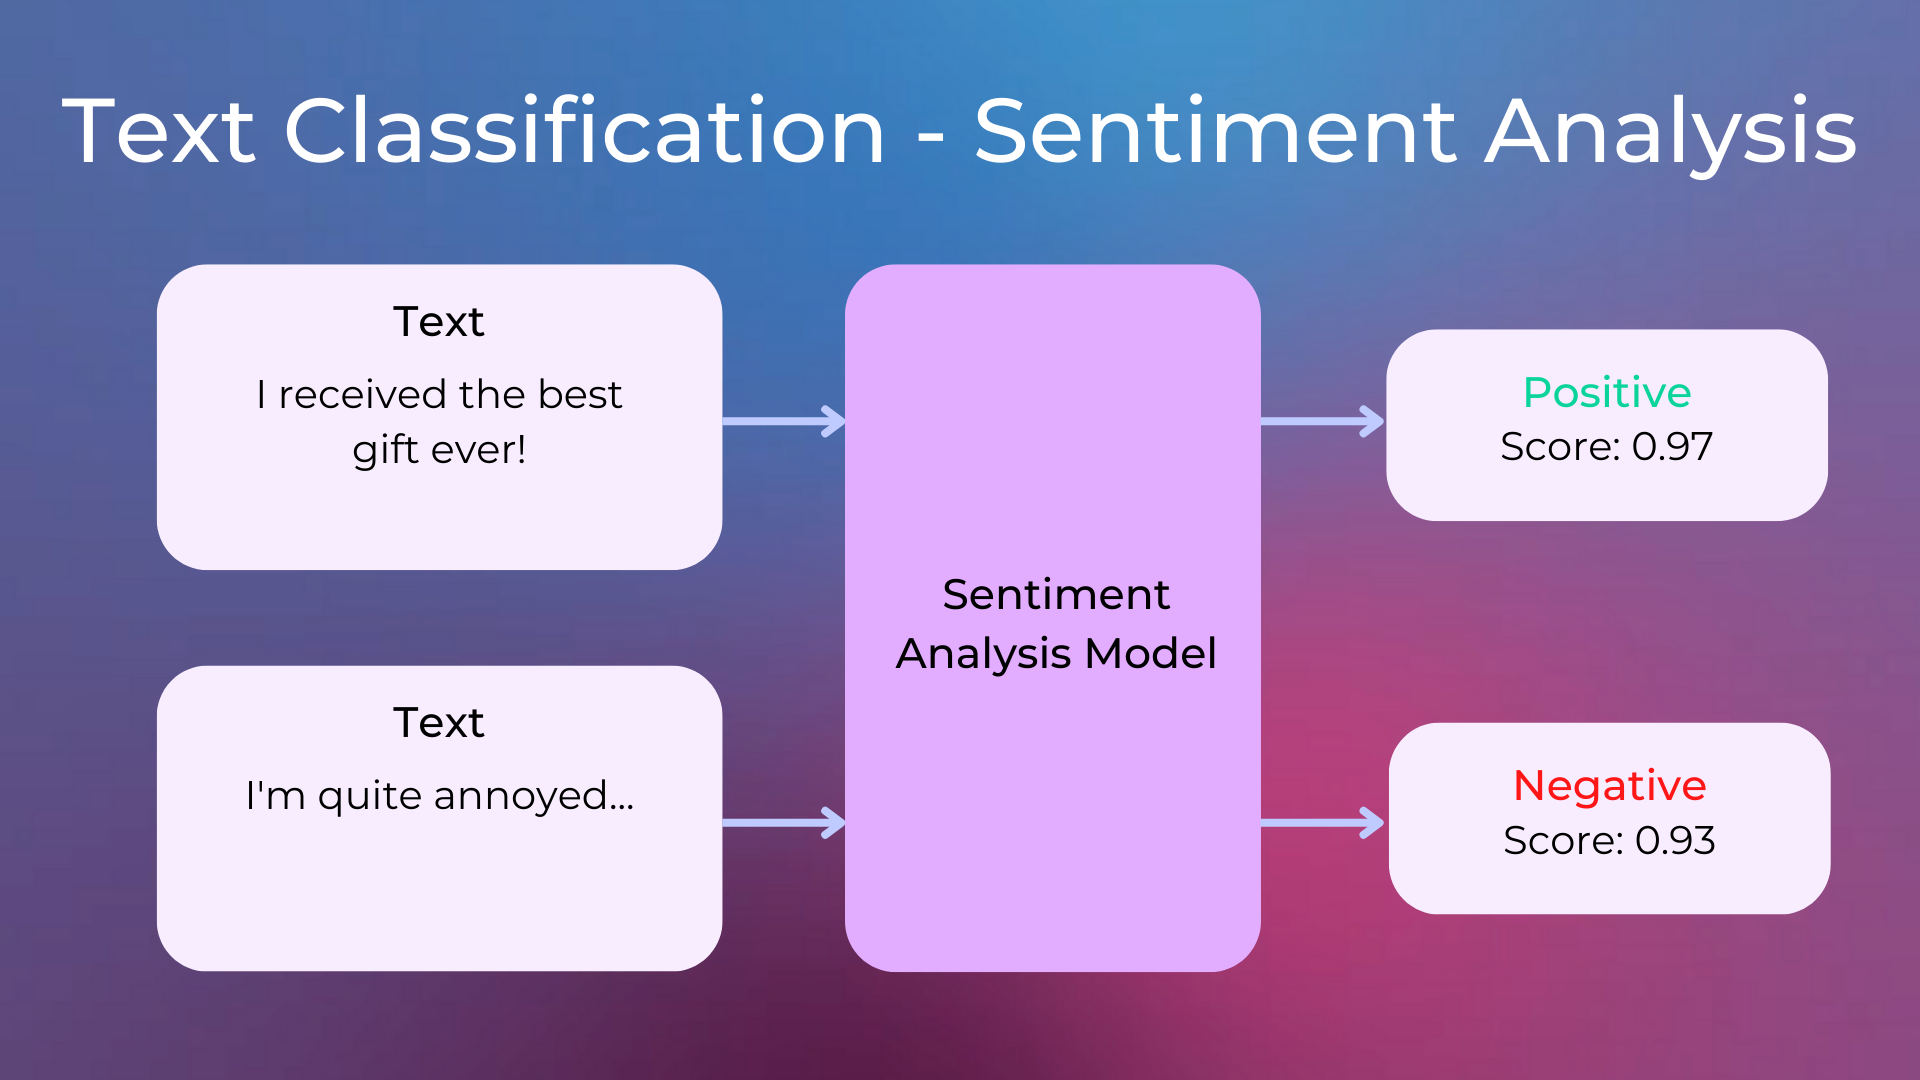 Text Classification - Sentiment Analysis
Text
I received the best
gift ever!
Text
I'm quite annoyed...
Sentiment
Analysis Model
Positive
Score: 0.97
Negative
Score: 0.93